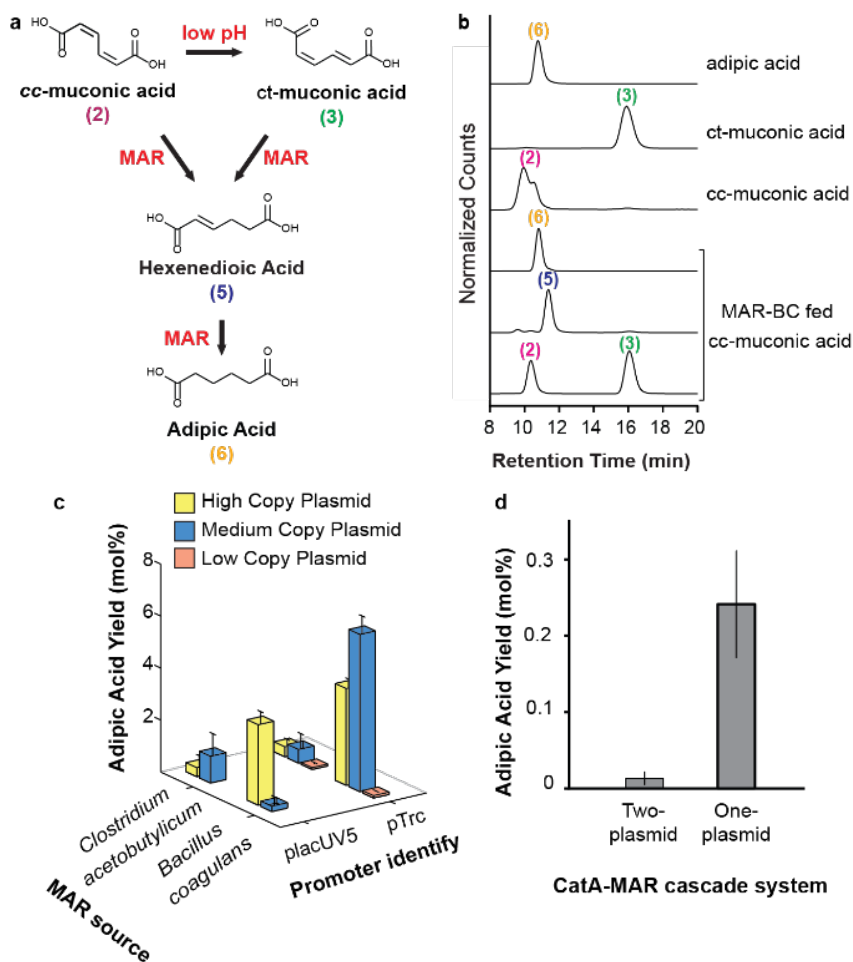 a
HO
O
O
OH
low pH
HO
O
O
OH
cc-muconic acid
(2)
ct-muconic acid
(3)
MAR
MAR
HO
O
O
OH
Hexenedioic Acid
(5)
MAR
HO
O
O
OH
Adipic Acid
(6)
b
Normalized Counts
(6)
adipic acid
(3)
ct-muconic acid
(2)
cc-muconic acid
(6)
(5)
MAR-BC fed
cc-muconic acid
(2)
(3)
8 10 12 14 16 18 20
Retention Time (min)
c
High Copy Plasmid
Medium Copy Plasmid
Low Copy Plasmid
Adipic Acid Yield (mol%)
8
6
4
2
Clostridium
acetobutylicum
Bacillus
coagulans
MAR source
placUV5
pTrc
Promoter identify
d
Adipic Acid Yield (mol%)
0.3
0.1
0
Two-
plasmid
One-
plasmid
CatA-MAR cascade system